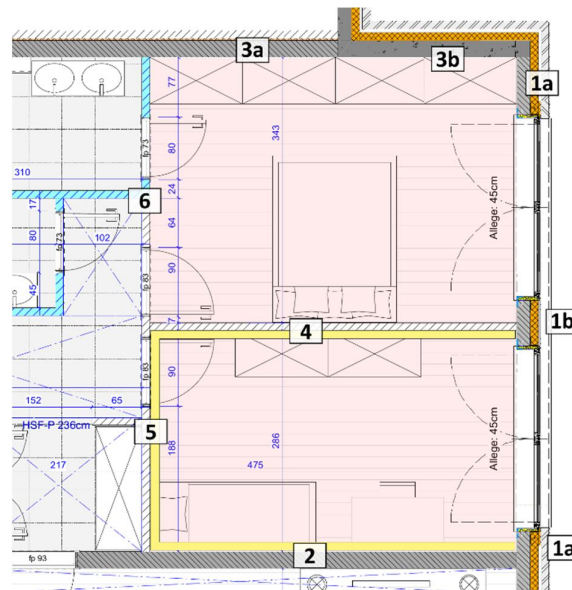 3a
3b
1a
77
343
80
fp 73
310
24
6
17
64
Allege: 45cm
80
fp 73
102
90
fp 83
45
7
1b
4
90
fp 83
152
65
HSF-P 236cm
5
188
286
475
217
Allege: 45cm
2
1a
fp 93